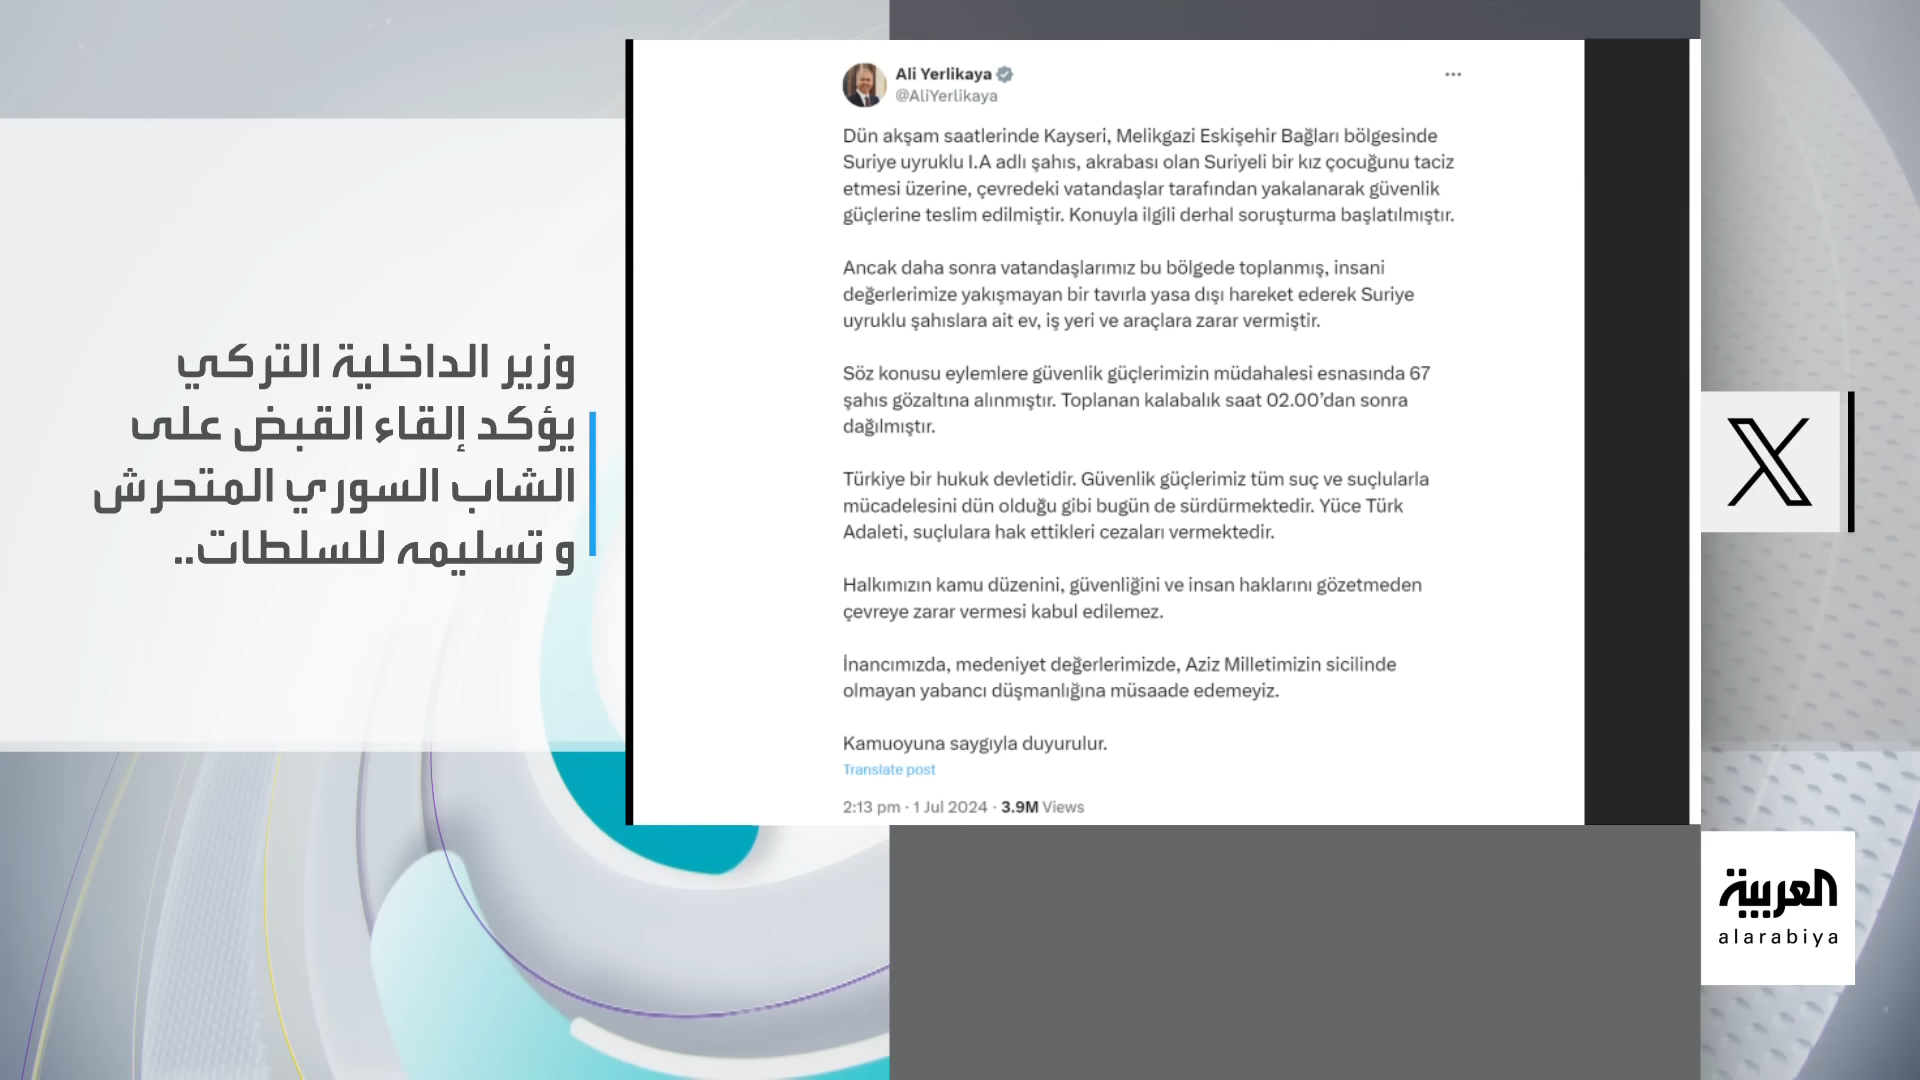 وزير الداخلية التركي
يؤكد إلقاء القبض على
الشاب السوري المتحرش
و تسليمه للسلطات..
Ali Yerlikaya
@AliYerlikaya
Dün akşam saatlerinde Kayseri, Melikgazi Eskişehir Bağları bölgesinde
Suriye uyruklu I.A adlı şahıs, akrabası olan Suriyeli bir kız çocuğunu taciz
etmesi üzerine, çevredeki vatandaşlar tarafından yakalanarak güvenlik
güçlerine teslim edilmiştir. Konuyla ilgili derhal soruşturma başlatılmıştır.
Ancak daha sonra vatandaşlarımız bu bölgede toplanmış, insani
değerlerimize yakışmayan bir tavırla yasa dışı hareket ederek Suriye
uyruklu şahıslara ait ev, iş yeri ve araçlara zarar vermiştir.
Söz konusu eylemlere güvenlik güçlerimizin müdahalesi esnasında 67
şahıs gözaltına alınmıştır. Toplanan kalabalık saat 02.00’dan sonra
dağılmıştır.
Türkiye bir hukuk devletidir. Güvenlik güçlerimiz tüm suç ve suçlularla
mücadelesini dün olduğu gibi bugün de sürdürmektedir. Yüce Türk
Adaleti, suçlulara hak ettikleri cezaları vermektedir.
Halkımızın kamu düzenini, güvenliğini ve insan haklarını gözetmeden
çevreye zarar vermesi kabul edilemez.
İnancımızda, medeniyet değerlerimizde, Aziz Milletimizin sicilinde
olmayan yabancı düşmanlığına müsaade edemeyiz.
Kamuoyuna saygıyla duyurulur.
Translate post
2:13 pm · 1 Jul 2024 · 3.9M Views
العربية
alarabiya